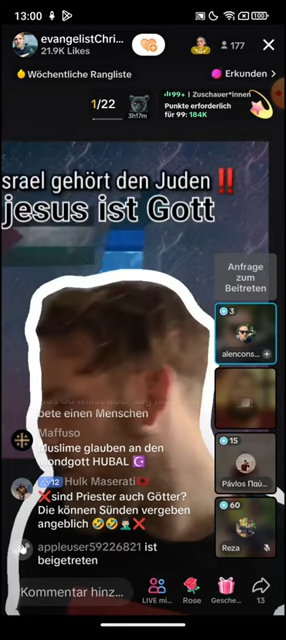 13:00
100
evangelistChri...
21.9K Likes
177
Wöchentliche Rangliste
Erkunden >
1/22
3h17m
99+ | Zuschauer*innen
Punkte erforderlich
für 99: 184K
srael gehört den Juden ‼️
jesus ist Gott
Anfrage
zum
Beitreten
3
alencons...
bete einen Menschen
Maffuso
Muslime glauben an den
Mondgott HUBAL ☪️
12 Hulk Maserati
❌sind Priester auch Götter?
Die können Sünden vergeben
angeblich 🤣🤣🤦🏻‍♂️❌
15
Pávlos Παύ...
60
Reza
appleuser59226821 ist
beigetreten
Kommentar hinz...
LIVE mi...
Rose
Gesche...
13